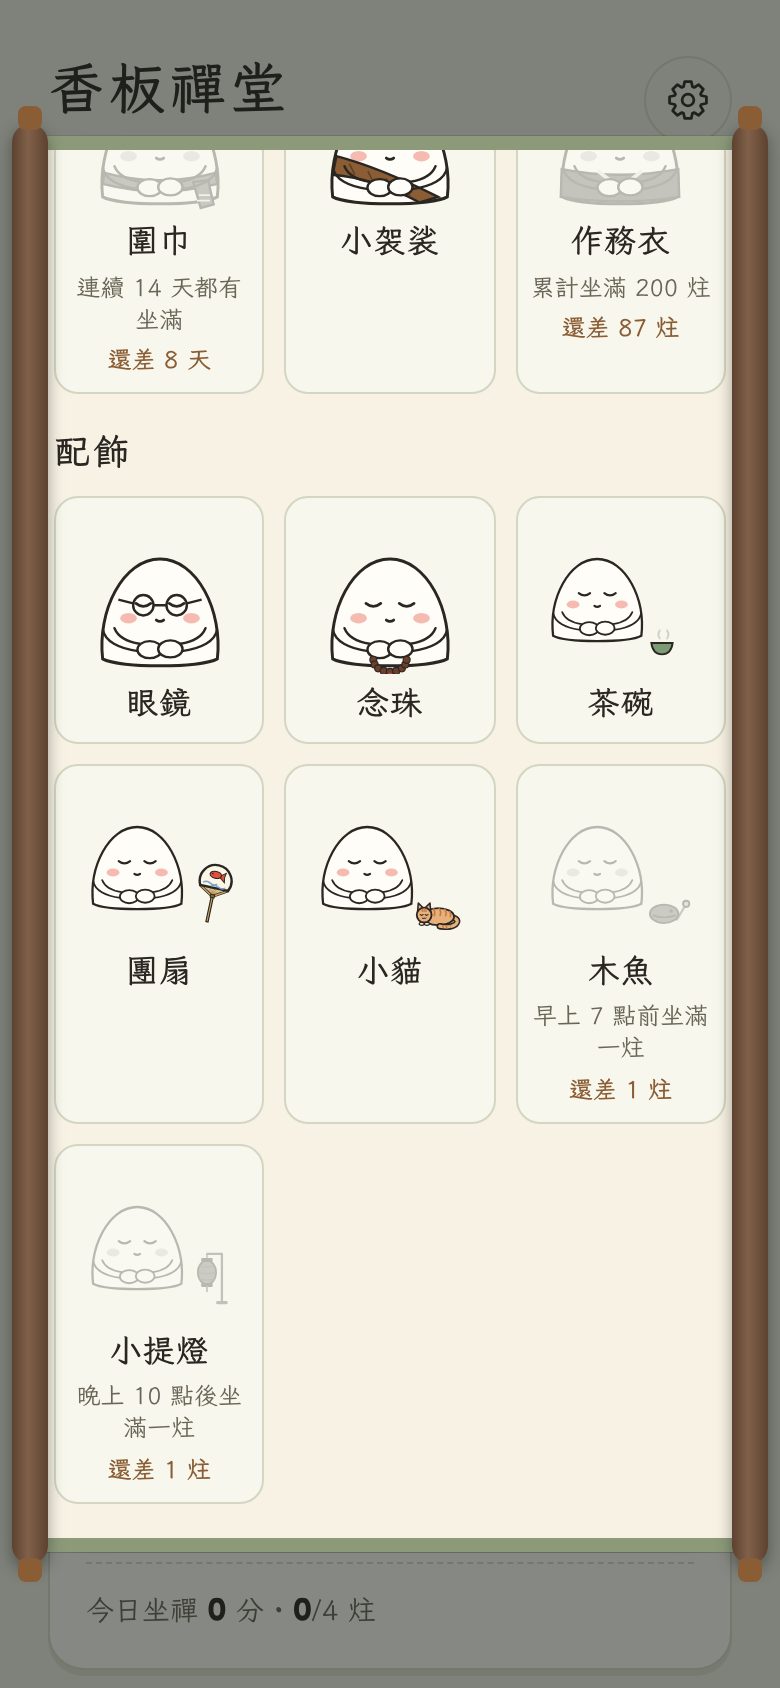 香板禪堂
圍巾
連續 14 天都有
坐滿
還差 8 天
小袈裟
作務衣
累計坐滿 200 炷
還差 87 炷
配飾
眼鏡
念珠
茶碗
團扇
小貓
木魚
早上 7 點前坐滿
一炷
還差 1 炷
小提燈
晚上 10 點後坐
滿一炷
還差 1 炷
今日坐禪 0 分・0/4 炷